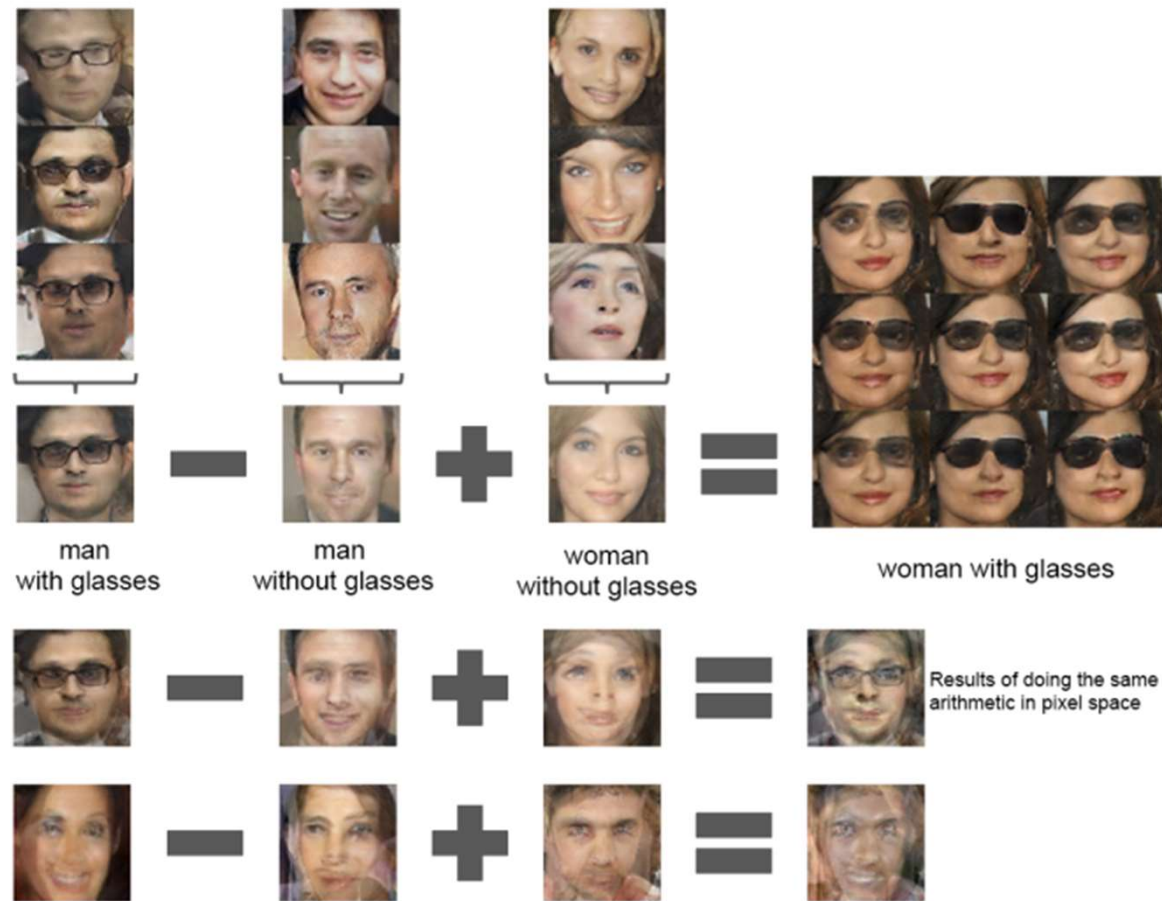 man
with glasses
man
without glasses
woman
without glasses
woman with glasses
Results of doing the same
arithmetic in pixel space